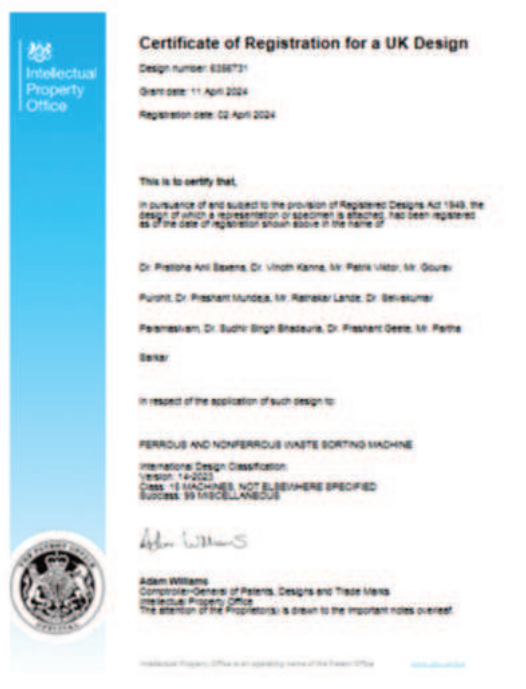 Intellectual
Property
Office
Certificate of Registration for a UK Design
Design number: 6356731
Grant date: 11 April 2024
Registration date: 02 April 2024
This is to certify that,
in pursuance of and subject to the provision of Registered Designs Act 1949, the
design of which a representation or specimen is attached, had been registered
as of the date of registration shown above in the name of
Dr. Anil Saxena, Dr. Vinoth Kanna, Mr. Patrik Viktor, Mr. Gourav
Purohit, Dr. Prashant Mundeja, Mr. Ratnakar Lande, Dr. Selvakumar
Paramasivam, Dr. Sudhir Singh Bhadauria, Dr. Prashant Geete, Mr. Partha
Sarkar
in respect of the application of such design to:
FERROUS AND NONFERROUS WASTE SORTING MACHINE
International Design Classification:
Version: 14-2023
Class: 15 MACHINES, NOT ELSEWHERE SPECIFIED
Subclass: 99 MISCELLANEOUS
Adam Williams
Adam Williams
Comptroller-General of Patents, Designs and Trade Marks
Intellectual Property Office
The attention of the Proprietor(s) is drawn to the important notes overleaf.
THE PATENT OFFICE
Intellectual Property Office is an operating name of the Patent Office